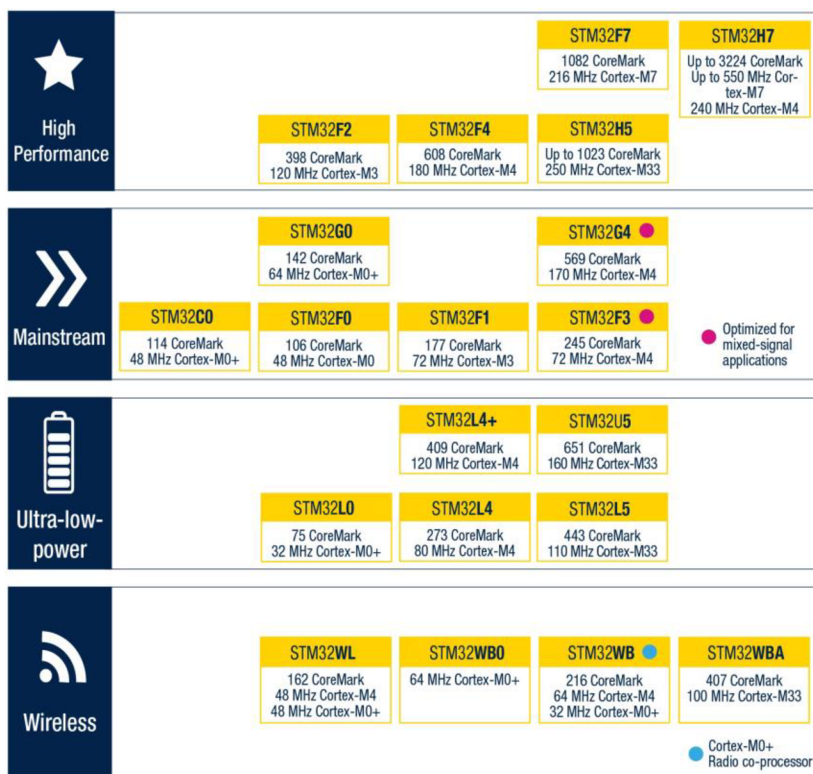 High
Performance
STM32F7
1082 CoreMark
216 MHz Cortex-M7
STM32H7
Up to 3224 CoreMark
Up to 550 MHz Cor-
tex-M7
240 MHz Cortex-M4
STM32F2
398 CoreMark
120 MHz Cortex-M3
STM32F4
608 CoreMark
180 MHz Cortex-M4
STM32H5
Up to 1023 CoreMark
250 MHz Cortex-M33
Mainstream
STM32G0
142 CoreMark
64 MHz Cortex-M0+
STM32G4
569 CoreMark
170 MHz Cortex-M4
STM32C0
114 CoreMark
48 MHz Cortex-M0+
STM32F0
106 CoreMark
48 MHz Cortex-M0
STM32F1
177 CoreMark
72 MHz Cortex-M3
STM32F3
245 CoreMark
72 MHz Cortex-M4
Optimized for
mixed-signal
applications
Ultra-low-
power
STM32L4+
409 CoreMark
120 MHz Cortex-M4
STM32U5
651 CoreMark
160 MHz Cortex-M33
STM32L0
75 CoreMark
32 MHz Cortex-M0+
STM32L4
273 CoreMark
80 MHz Cortex-M4
STM32L5
443 CoreMark
110 MHz Cortex-M33
Wireless
STM32WL
162 CoreMark
48 MHz Cortex-M4
48 MHz Cortex-M0+
STM32WB0
64 MHz Cortex-M0+
STM32WB
216 CoreMark
64 MHz Cortex-M4
32 MHz Cortex-M0+
STM32WBA
407 CoreMark
100 MHz Cortex-M33
Cortex-M0+
Radio co-processor